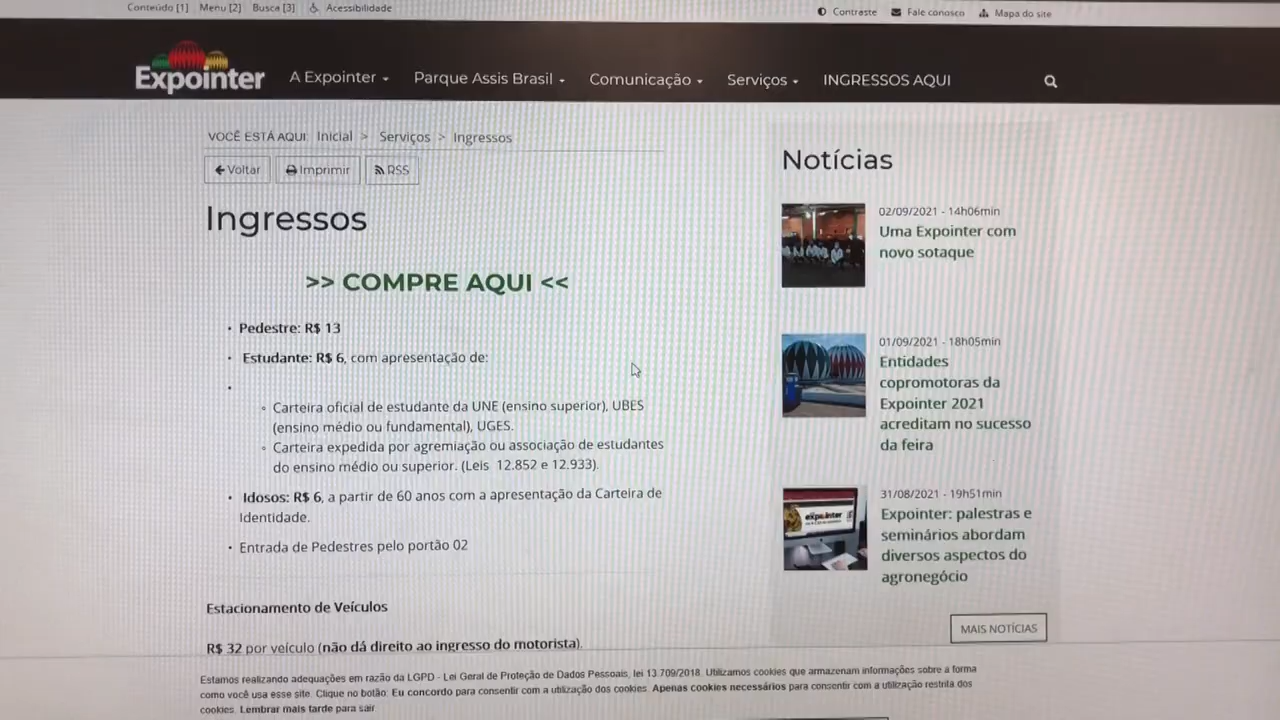 Conteúdo [1] Menu [2] Busca [3] Acessibilidade
Contraste Fale conosco Mapa do site
Expointer
A Expointer Parque Assis Brasil Comunicação Serviços INGRESSOS AQUI
VOCÊ ESTÁ AQUI: Inicial > Serviços > Ingressos
Voltar Imprimir RSS
Ingressos
>> COMPRE AQUI <<
• Pedestre: R$ 13
• Estudante: R$ 6, com apresentação de:
•
◦ Carteira oficial de estudante da UNE (ensino superior), UBES
(ensino médio ou fundamental), UGES.
◦ Carteira expedida por agremiação ou associação de estudantes
do ensino médio ou superior. (Leis 12.852 e 12.933).
• Idosos: R$ 6, a partir de 60 anos com a apresentação da Carteira de
Identidade.
• Entrada de Pedestres pelo portão 02
Estacionamento de Veículos
R$ 32 por veículo (não dá direito ao ingresso do motorista).
Notícias
02/09/2021 - 14h06min
Uma Expointer com
novo sotaque
01/09/2021 - 18h05min
Entidades
copromotoras da
Expointer 2021
acreditam no sucesso
da feira
expointer
31/08/2021 - 19h51min
Expointer: palestras e
seminários abordam
diversos aspectos do
agronegócio
MAIS NOTÍCIAS
Estamos realizando adequações em razão da LGPD - Lei Geral de Proteção de Dados Pessoais, lei 13.709/2018. Utilizamos cookies que armazenam informações sobre a forma
como você usa esse site. Clique no botão: Eu concordo para consentir com a utilização dos cookies. Apenas cookies necessários para consentir com a utilização restrita dos
cookies. Lembrar mais tarde para sair